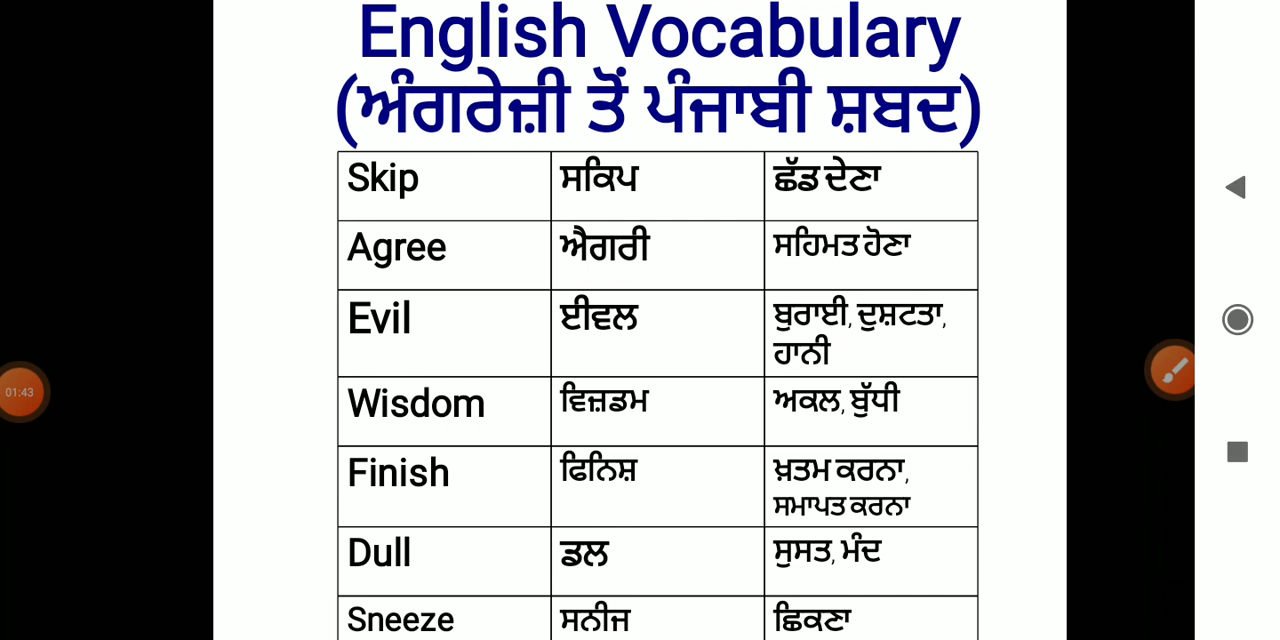 English Vocabulary
(ਅੰਗਰੇਜ਼ੀ ਤੋਂ ਪੰਜਾਬੀ ਸ਼ਬਦ)
Skip ਸਕਿਪ ਛੱਡ ਦੇਣਾ
Agree ਐਗਰੀ ਸਹਿਮਤ ਹੋਣਾ
Evil ਈਵਲ ਬੁਰਾਈ, ਦੁਸ਼ਟਤਾ,
ਹਾਨੀ
Wisdom ਵਿਜ਼ਡਮ ਅਕਲ, ਬੁੱਧੀ
Finish ਫਿਨਿਸ਼ ਖ਼ਤਮ ਕਰਨਾ,
ਸਮਾਪਤ ਕਰਨਾ
Dull ਡਲ ਸੁਸਤ, ਮੰਦ
Sneeze ਸਨੀਜ ਛਿਕਣਾ
01:43